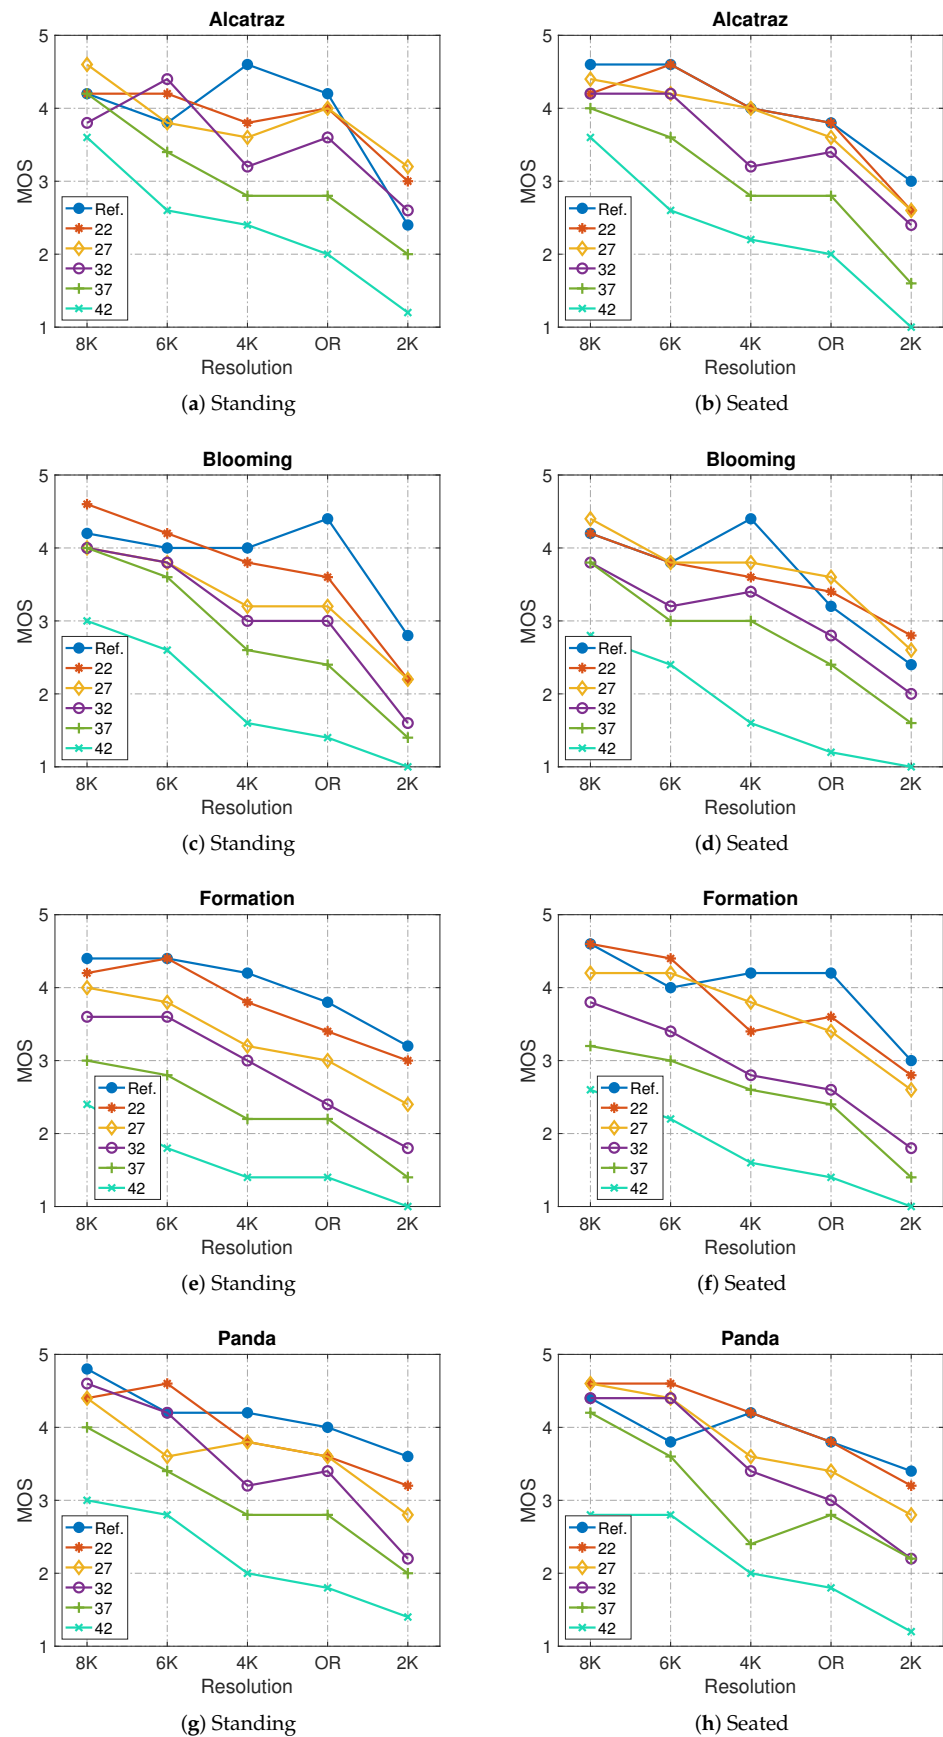 Alcatraz
5
4
3
2
1
MOS
Ref.
22
27
32
37
42
8K 6K 4K OR 2K
Resolution
(a) Standing
Alcatraz
5
4
3
2
1
MOS
Ref.
22
27
32
37
42
8K 6K 4K OR 2K
Resolution
(b) Seated
Blooming
5
4
3
2
1
MOS
Ref.
22
27
32
37
42
8K 6K 4K OR 2K
Resolution
(c) Standing
Blooming
5
4
3
2
1
MOS
Ref.
22
27
32
37
42
8K 6K 4K OR 2K
Resolution
(d) Seated
Formation
5
4
3
2
1
MOS
Ref.
22
27
32
37
42
8K 6K 4K OR 2K
Resolution
(e) Standing
Formation
5
4
3
2
1
MOS
Ref.
22
27
32
37
42
8K 6K 4K OR 2K
Resolution
(f) Seated
Panda
5
4
3
2
1
MOS
Ref.
22
27
32
37
42
8K 6K 4K OR 2K
Resolution
(g) Standing
Panda
5
4
3
2
1
MOS
Ref.
22
27
32
37
42
8K 6K 4K OR 2K
Resolution
(h) Seated